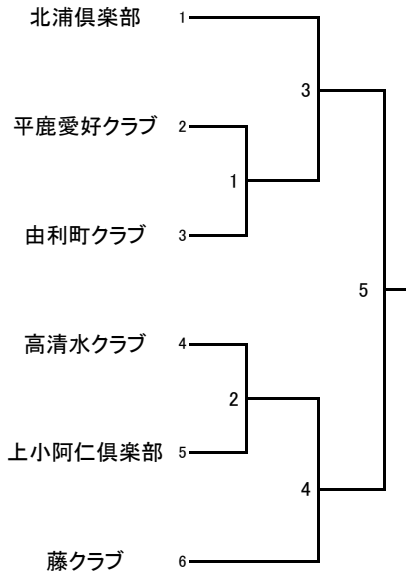 北浦倶楽部 1
3
平鹿愛好クラブ 2
1
由利町クラブ 3
5
高清水クラブ 4
2
上小阿仁倶楽部 5
4
藤クラブ 6